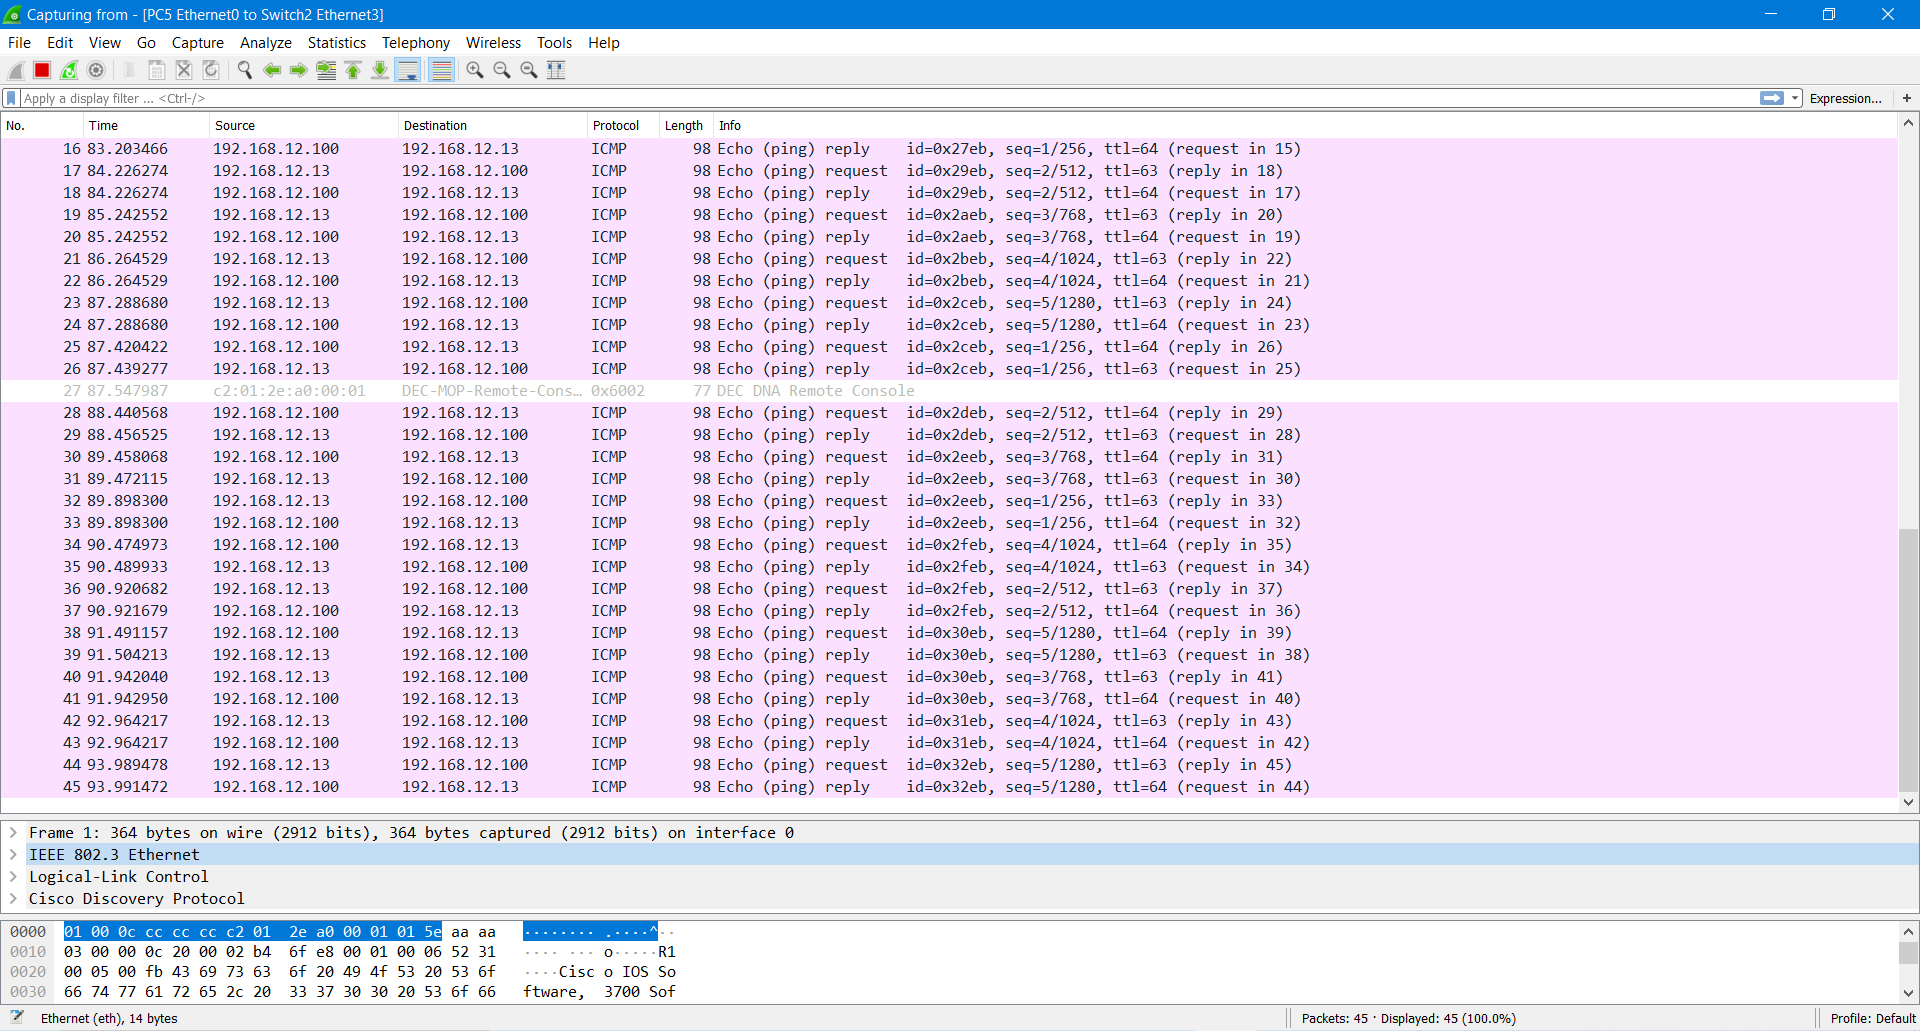 Capturing from - [PC5 Ethernet0 to Switch2 Ethernet3]
File Edit View Go Capture Analyze Statistics Telephony Wireless Tools Help
Apply a display filter ... <Ctrl-/> Expression... +
No. Time Source Destination Protocol Length Info
16 83.203466 192.168.12.100 192.168.12.13 ICMP 98 Echo (ping) reply id=0x27eb, seq=1/256, ttl=64 (request in 15)
17 84.226274 192.168.12.13 192.168.12.100 ICMP 98 Echo (ping) request id=0x29eb, seq=2/512, ttl=63 (reply in 18)
18 84.226274 192.168.12.100 192.168.12.13 ICMP 98 Echo (ping) reply id=0x29eb, seq=2/512, ttl=64 (request in 17)
19 85.242552 192.168.12.13 192.168.12.100 ICMP 98 Echo (ping) request id=0x2aeb, seq=3/768, ttl=63 (reply in 20)
20 85.242552 192.168.12.100 192.168.12.13 ICMP 98 Echo (ping) reply id=0x2aeb, seq=3/768, ttl=64 (request in 19)
21 86.264529 192.168.12.13 192.168.12.100 ICMP 98 Echo (ping) request id=0x2beb, seq=4/1024, ttl=63 (reply in 22)
22 86.264529 192.168.12.100 192.168.12.13 ICMP 98 Echo (ping) reply id=0x2beb, seq=4/1024, ttl=64 (request in 21)
23 87.288680 192.168.12.13 192.168.12.100 ICMP 98 Echo (ping) request id=0x2ceb, seq=5/1280, ttl=63 (reply in 24)
24 87.288680 192.168.12.100 192.168.12.13 ICMP 98 Echo (ping) reply id=0x2ceb, seq=5/1280, ttl=64 (request in 23)
25 87.420422 192.168.12.100 192.168.12.13 ICMP 98 Echo (ping) request id=0x2ceb, seq=1/256, ttl=64 (reply in 26)
26 87.439277 192.168.12.13 192.168.12.100 ICMP 98 Echo (ping) reply id=0x2ceb, seq=1/256, ttl=63 (request in 25)
27 87.547987 c2:01:2e:a0:00:01 DEC-MOP-Remote-Cons... 0x6002 77 DEC DNA Remote Console
28 88.440568 192.168.12.100 192.168.12.13 ICMP 98 Echo (ping) request id=0x2deb, seq=2/512, ttl=64 (reply in 29)
29 88.456525 192.168.12.13 192.168.12.100 ICMP 98 Echo (ping) reply id=0x2deb, seq=2/512, ttl=63 (request in 28)
30 89.458068 192.168.12.100 192.168.12.13 ICMP 98 Echo (ping) request id=0x2eeb, seq=3/768, ttl=64 (reply in 31)
31 89.472115 192.168.12.13 192.168.12.100 ICMP 98 Echo (ping) reply id=0x2eeb, seq=3/768, ttl=63 (request in 30)
32 89.898300 192.168.12.13 192.168.12.100 ICMP 98 Echo (ping) request id=0x2eeb, seq=1/256, ttl=63 (reply in 33)
33 89.898300 192.168.12.100 192.168.12.13 ICMP 98 Echo (ping) reply id=0x2eeb, seq=1/256, ttl=64 (request in 32)
34 90.474973 192.168.12.100 192.168.12.13 ICMP 98 Echo (ping) request id=0x2feb, seq=4/1024, ttl=64 (reply in 35)
35 90.489933 192.168.12.13 192.168.12.100 ICMP 98 Echo (ping) reply id=0x2feb, seq=4/1024, ttl=63 (request in 34)
36 90.920682 192.168.12.13 192.168.12.100 ICMP 98 Echo (ping) request id=0x2feb, seq=2/512, ttl=63 (reply in 37)
37 90.921679 192.168.12.100 192.168.12.13 ICMP 98 Echo (ping) reply id=0x2feb, seq=2/512, ttl=64 (request in 36)
38 91.491157 192.168.12.100 192.168.12.13 ICMP 98 Echo (ping) request id=0x30eb, seq=5/1280, ttl=64 (reply in 39)
39 91.504213 192.168.12.13 192.168.12.100 ICMP 98 Echo (ping) reply id=0x30eb, seq=5/1280, ttl=63 (request in 38)
40 91.942040 192.168.12.13 192.168.12.100 ICMP 98 Echo (ping) request id=0x30eb, seq=3/768, ttl=63 (reply in 41)
41 91.942950 192.168.12.100 192.168.12.13 ICMP 98 Echo (ping) reply id=0x30eb, seq=3/768, ttl=64 (request in 40)
42 92.964217 192.168.12.13 192.168.12.100 ICMP 98 Echo (ping) request id=0x31eb, seq=4/1024, ttl=63 (reply in 43)
43 92.964217 192.168.12.100 192.168.12.13 ICMP 98 Echo (ping) reply id=0x31eb, seq=4/1024, ttl=64 (request in 42)
44 93.989478 192.168.12.13 192.168.12.100 ICMP 98 Echo (ping) request id=0x32eb, seq=5/1280, ttl=63 (reply in 45)
45 93.991472 192.168.12.100 192.168.12.13 ICMP 98 Echo (ping) reply id=0x32eb, seq=5/1280, ttl=64 (request in 44)
Frame 1: 364 bytes on wire (2912 bits), 364 bytes captured (2912 bits) on interface 0
IEEE 802.3 Ethernet
Logical-Link Control
Cisco Discovery Protocol
0000 01 00 0c cc cc cc c2 01 2e a0 00 01 01 5e aa aa ········ .····^··
0010 03 00 00 0c 20 00 02 b4 6f e8 00 01 00 06 52 31 ···· ··· o·····R1
0020 00 05 00 fb 43 69 73 63 6f 20 49 4f 53 20 53 6f ····Cisc o IOS So
0030 66 74 77 61 72 65 2c 20 33 37 30 30 20 53 6f 66 ftware, 3700 Sof
Ethernet (eth), 14 bytes Packets: 45 · Displayed: 45 (100.0%) Profile: Default